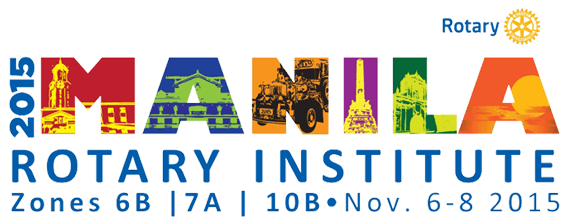 Rotary
2015 MANILA
ROTARY INSTITUTE
Zones 6B |7A | 10B•Nov. 6-8 2015